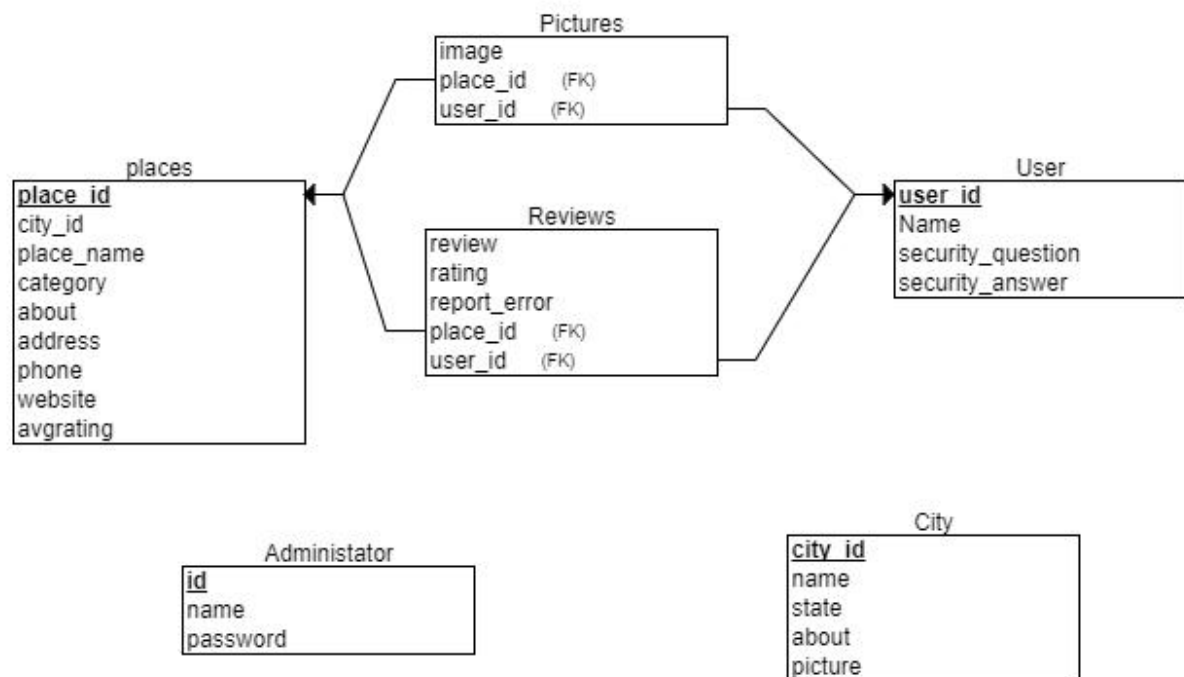 Pictures
image
place_id (FK)
user_id (FK)
places
place_id
city_id
place_name
category
about
address
phone
website
avgrating
Reviews
review
rating
report_error
place_id (FK)
user_id (FK)
User
user_id
Name
security_question
security_answer
Administator
id
name
password
City
city_id
name
state
about
picture